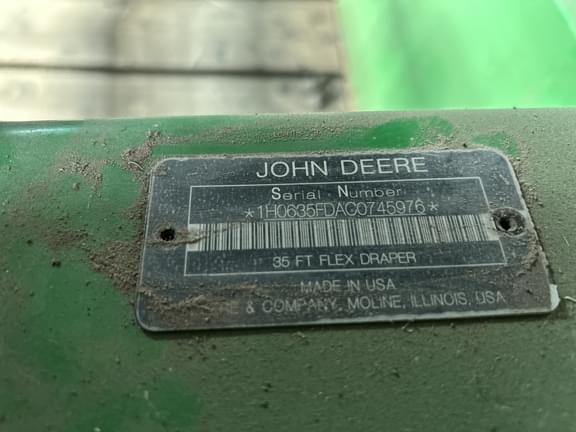 JOHN DEERE
Serial Number
*1H0635FDAC0745976*
35 FT FLEX DRAPER
MADE IN USA
& COMPANY, MOLINE, ILLINOIS, USA